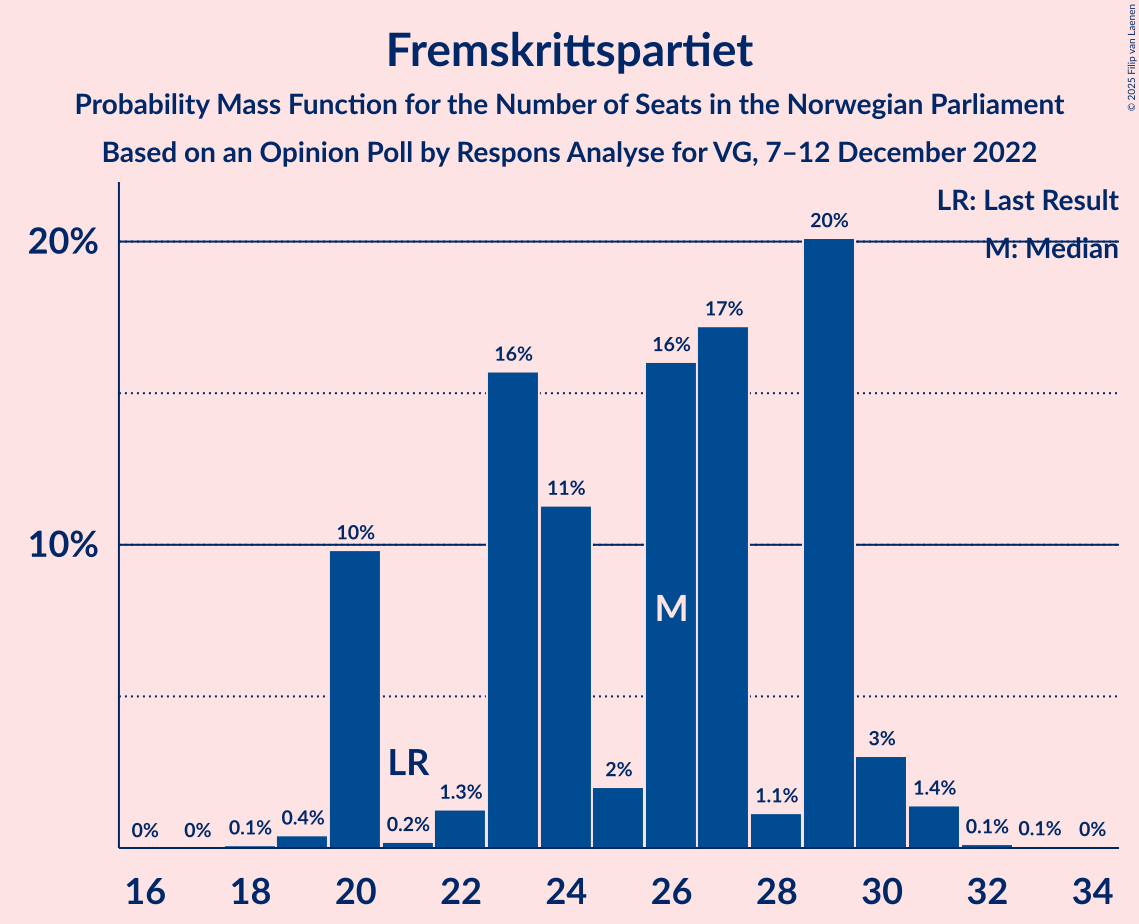 Fremskrittspartiet
Probability Mass Function for the Number of Seats in the Norwegian Parliament
Based on an Opinion Poll by Respons Analyse for VG, 7–12 December 2022
© 2025 Filip van Laenen
LR: Last Result
M: Median
20%
10%
0%
0%
0.1%
0.4%
10%
0.2%
1.3%
16%
11%
2%
16%
17%
1.1%
20%
3%
1.4%
0.1%
0.1%
0%
LR
M
16 18 20 22 24 26 28 30 32 34